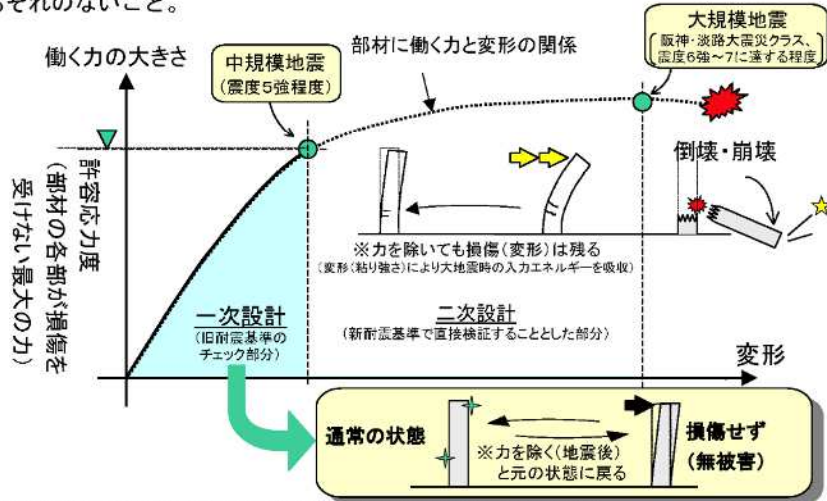 おそれのないこと。
働く力の大きさ
中規模地震
(震度5強程度)
部材に働く力と変形の関係
大規模地震
阪神・淡路大震災クラス、
震度6強～7に達する程度
許容応力度
(部材の各部が損傷を
受けない最大の力)
倒壊・崩壊
※力を除いても損傷(変形)は残る
(変形(粘り強さ)により大地震時の入力エネルギーを吸収)
一次設計
(旧耐震基準の
チェック部分)
二次設計
(新耐震基準で直接検証することとした部分)
変形
通常の状態
※力を除く(地震後)
と元の状態に戻る
損傷せず
(無被害)